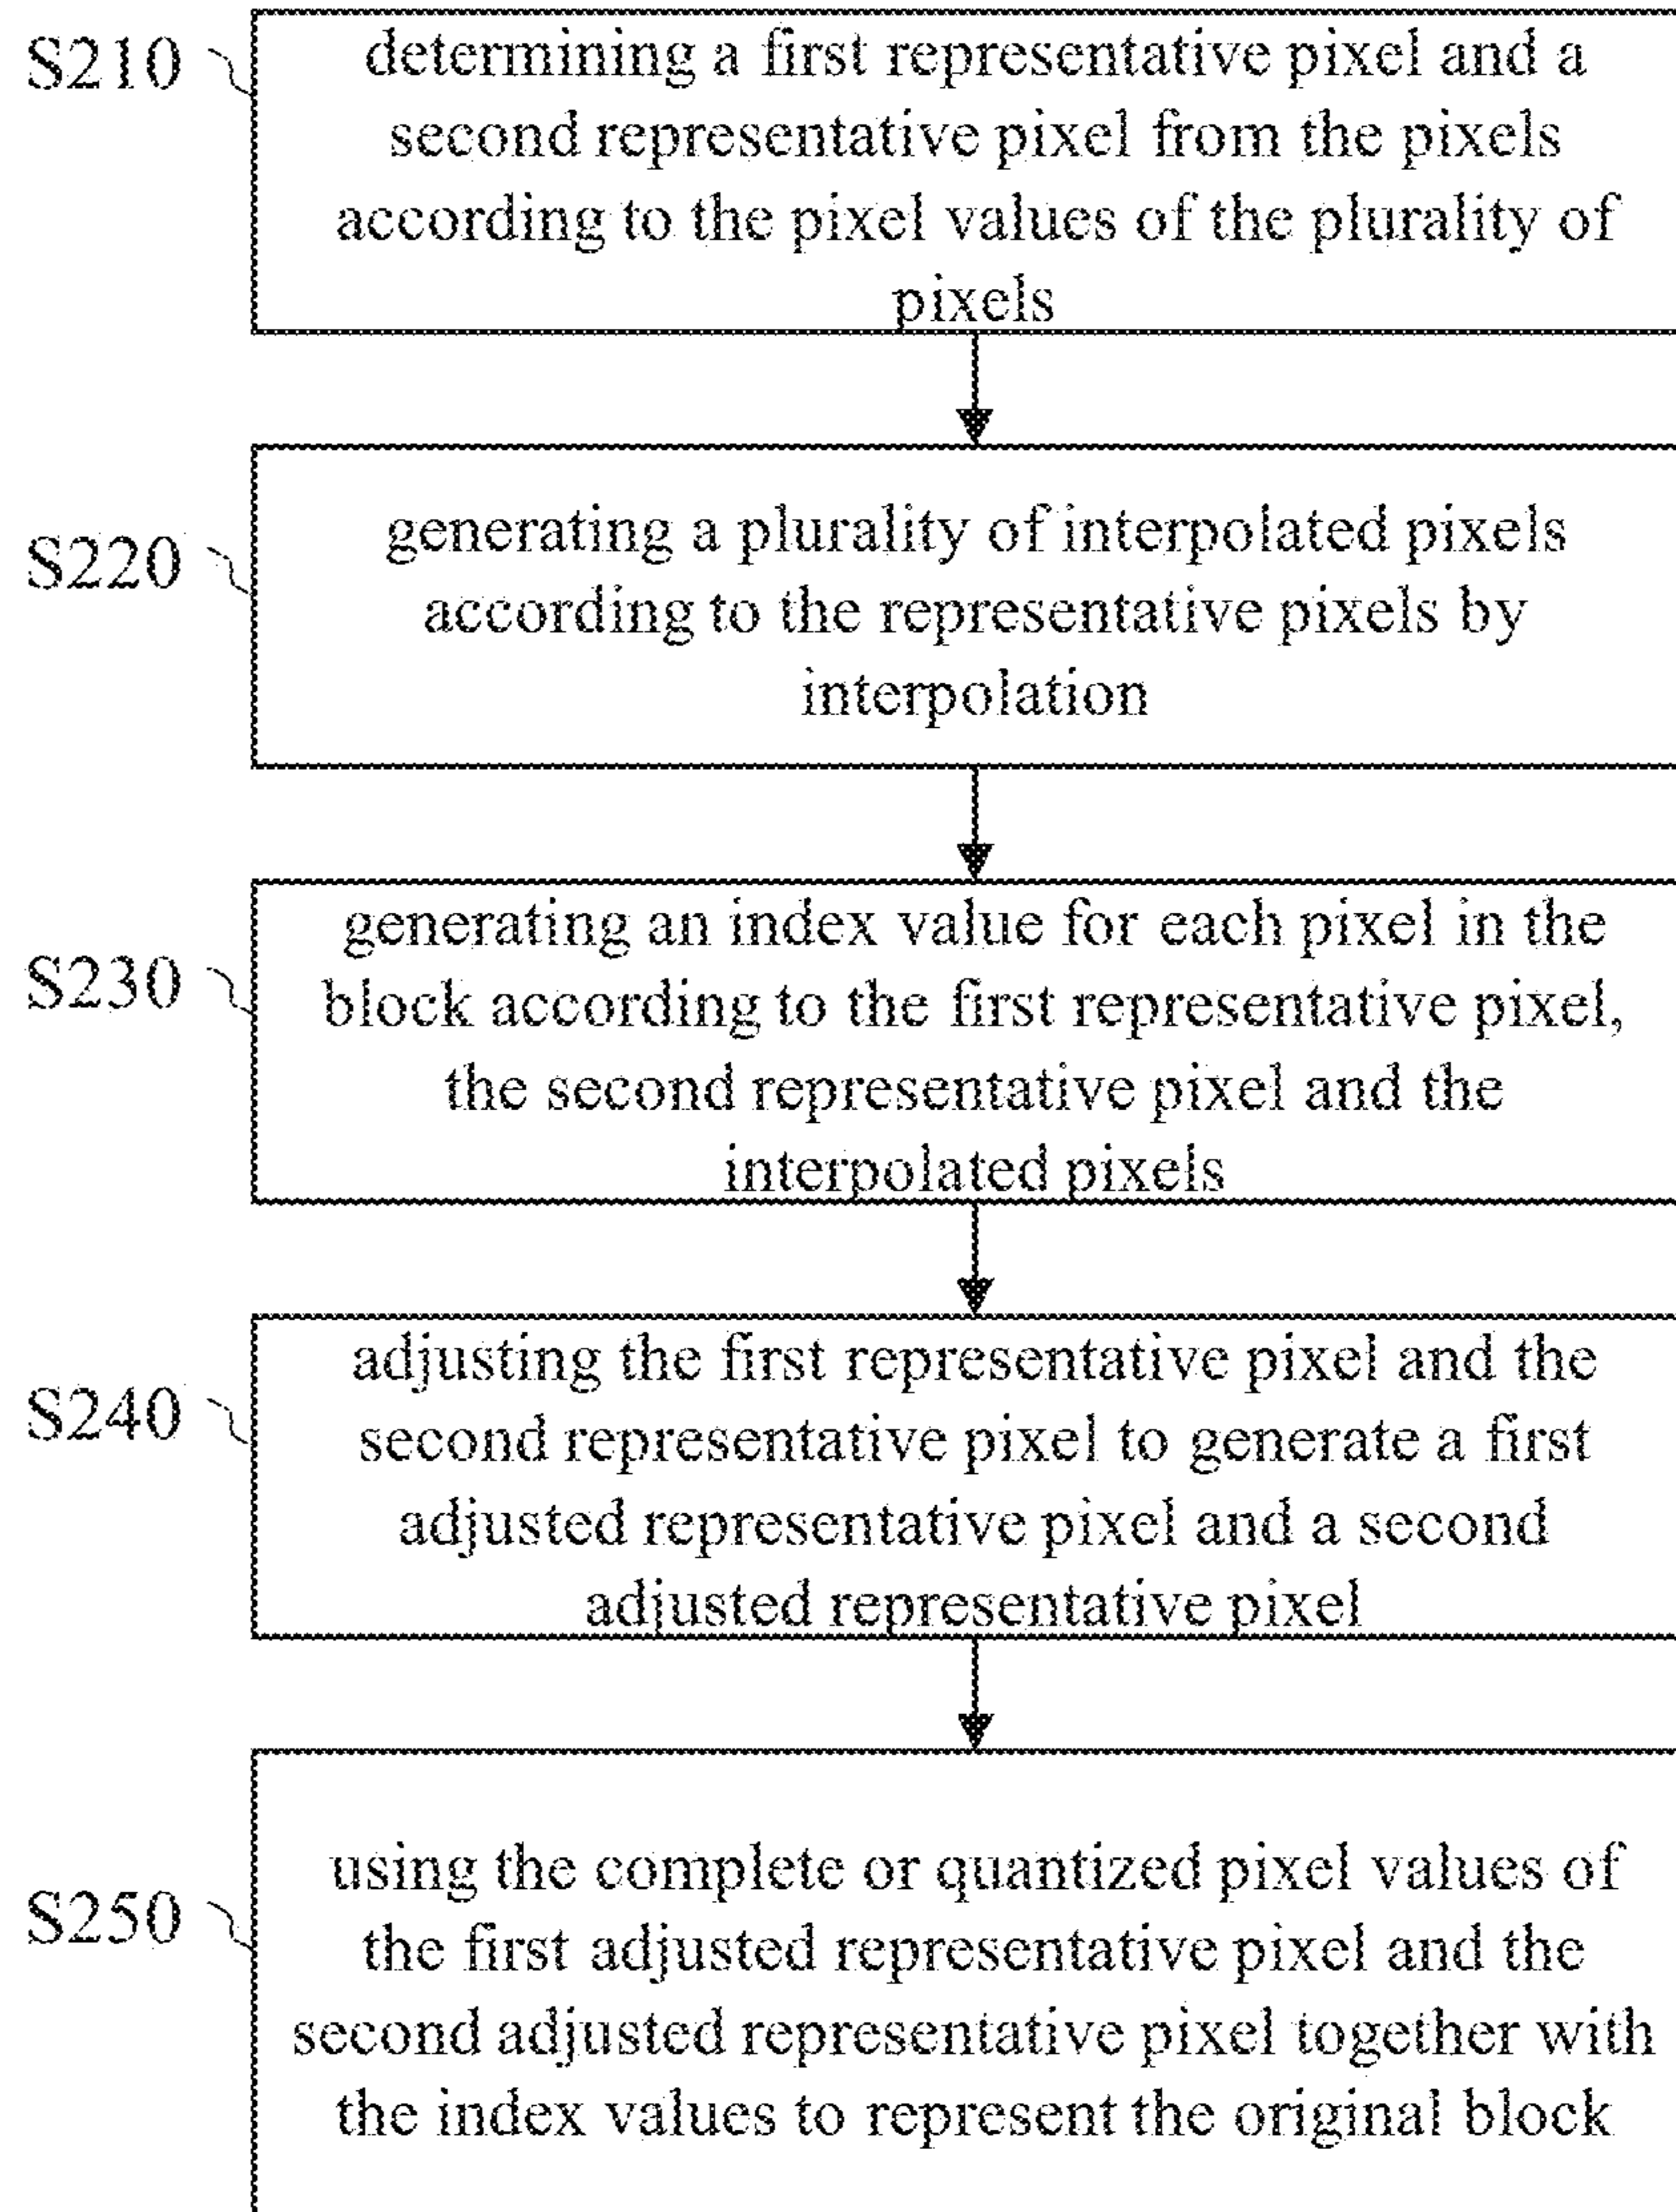 S210
determining a first representative pixel and a
second representative pixel from the pixels
according to the pixel values of the plurality of
pixels
S220
generating a plurality of interpolated pixels
according to the representative pixels by
interpolation
S230
generating an index value for each pixel in the
block according to the first representative pixel,
the second representative pixel and the
interpolated pixels
S240
adjusting the first representative pixel and the
second representative pixel to generate a first
adjusted representative pixel and a second
adjusted representative pixel
S250
using the complete or quantized pixel values of
the first adjusted representative pixel and the
second adjusted representative pixel together with
the index values to represent the original block